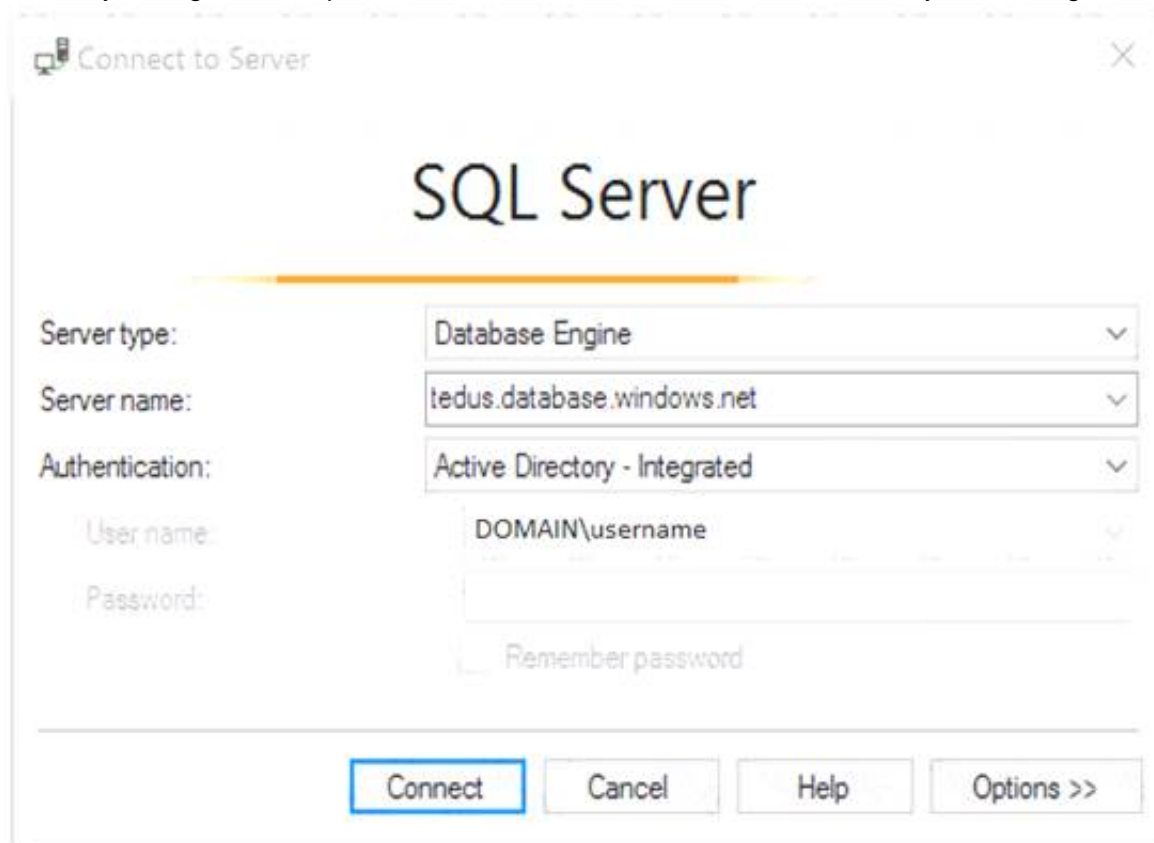 Connect to Server
SQL Server
Server type: Database Engine
Server name: tedus.database.windows.net
Authentication: Active Directory - Integrated
User name: DOMAIN\username
Password:
Remember password
Connect Cancel Help Options >>